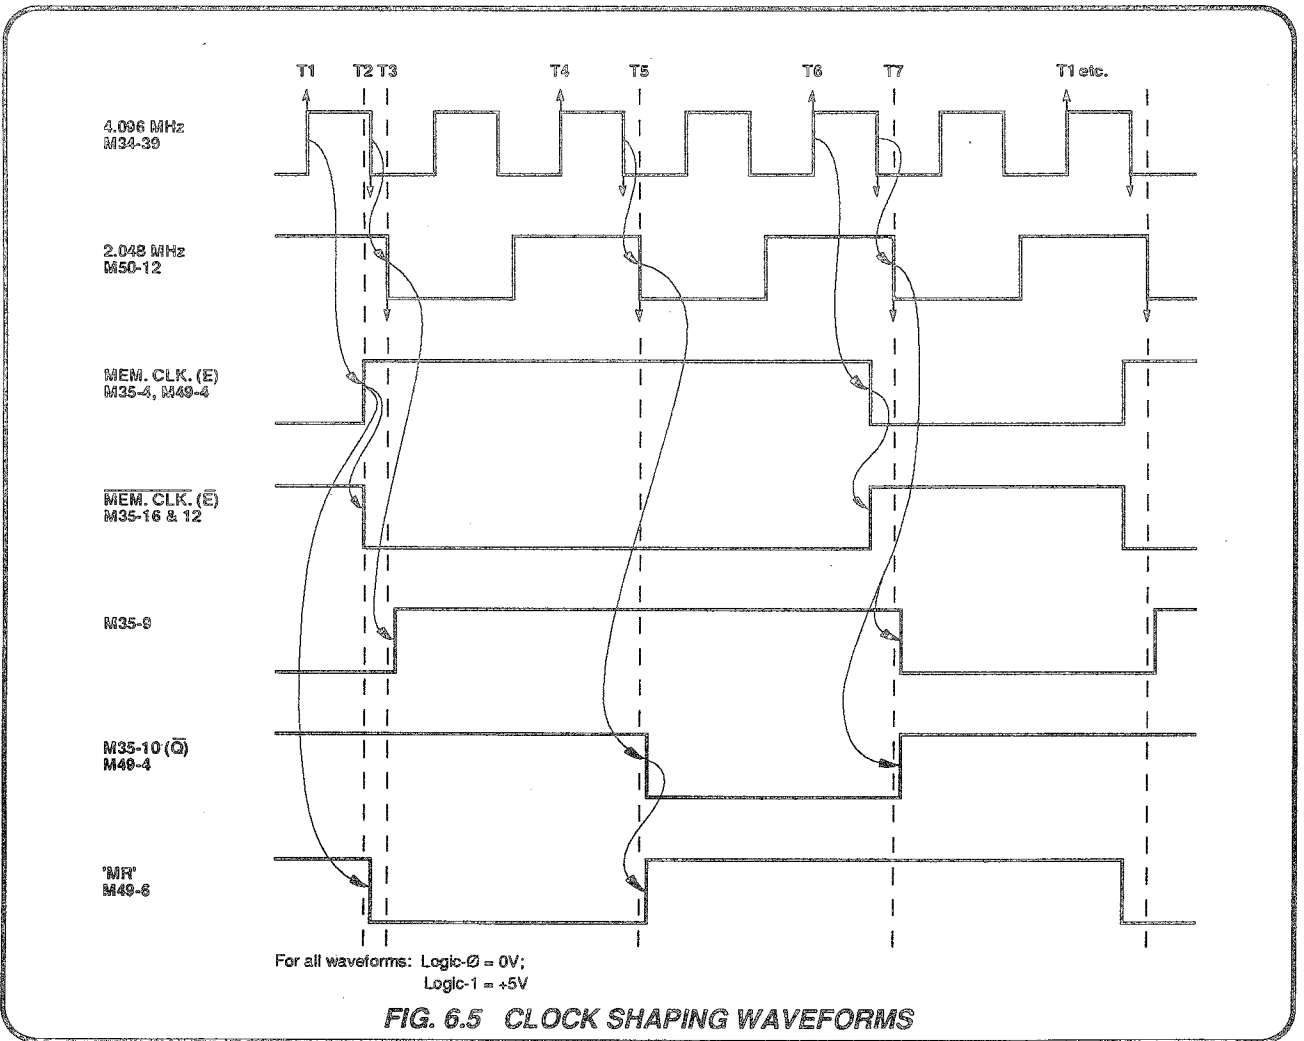 T1 T2 T3 T4 T5 T6 T7 T1 etc.
4.096 MHz
M34-39
2.048 MHz
M50-12
MEM. CLK. (E)
M35-4, M49-4
MEM. CLK. (E̅)
M35-16 & 12
M35-9
M35-10 (Q̅)
M49-4
'MR'
M49-6
For all waveforms: Logic-Ø = 0V;
Logic-1 = +5V
FIG. 6.5 CLOCK SHAPING WAVEFORMS